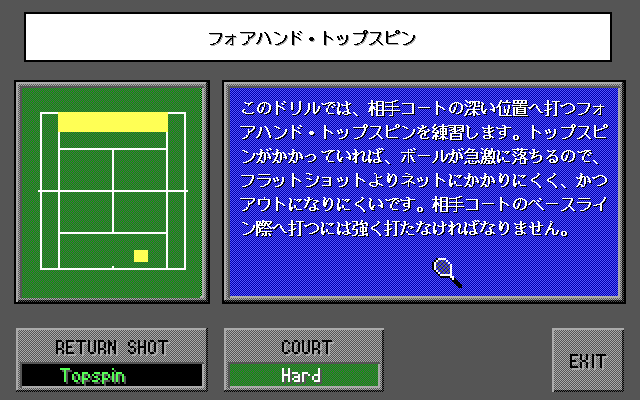 フォアハンド・トップスピン
このドリルでは、相手コートの深い位置へ打つフォ
アハンド・トップスピンを練習します。トップスピ
ンがかかっていれば、ボールが急激に落ちるので、
フラットショットよりネットにかかりにくく、かつ
アウトになりにくいです。相手コートのベースライ
ン際へ打つには強く打たなければなりません。
RETURN SHOT
Topspin
COURT
Hard
EXIT